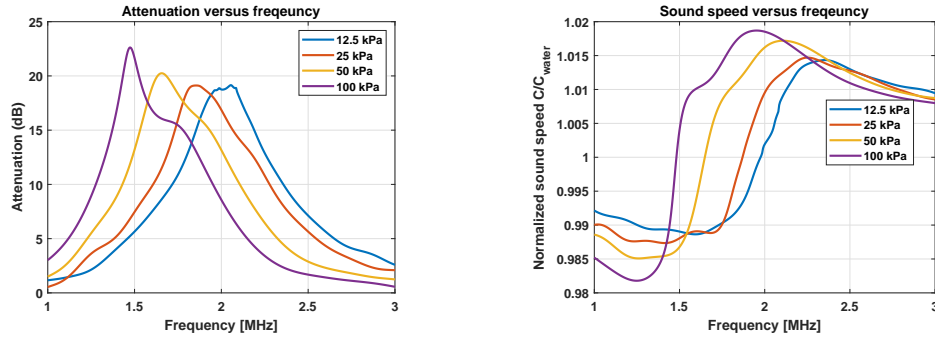 Attenuation versus freqeuncy
Attenuation (dB)
25
20
15
10
5
0
1
1.5
2
2.5
3
Frequency [MHz]
12.5 kPa
25 kPa
50 kPa
100 kPa
Sound speed versus freqeuncy
Normalized sound speed C/C_water
1.02
1.015
1.01
1.005
1
0.995
0.99
0.985
0.98
1
1.5
2
2.5
3
Frequency [MHz]
12.5 kPa
25 kPa
50 kPa
100 kPa